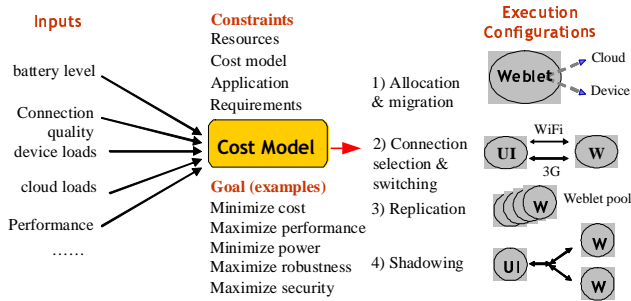 Inputs
battery level
Connection
quality
device loads
cloud loads
Performance
......
Constraints
Resources
Cost model
Application
Requirements
Cost Model
Goal (examples)
Minimize cost
Maximize performance
Minimize power
Maximize robustness
Maximize security
1) Allocation
& migration
2) Connection
selection &
switching
3) Replication
4) Shadowing
Execution
Configurations
Weblet
Cloud
Device
UI
WiFi
3G
W
W
Weblet pool
UI
W
W